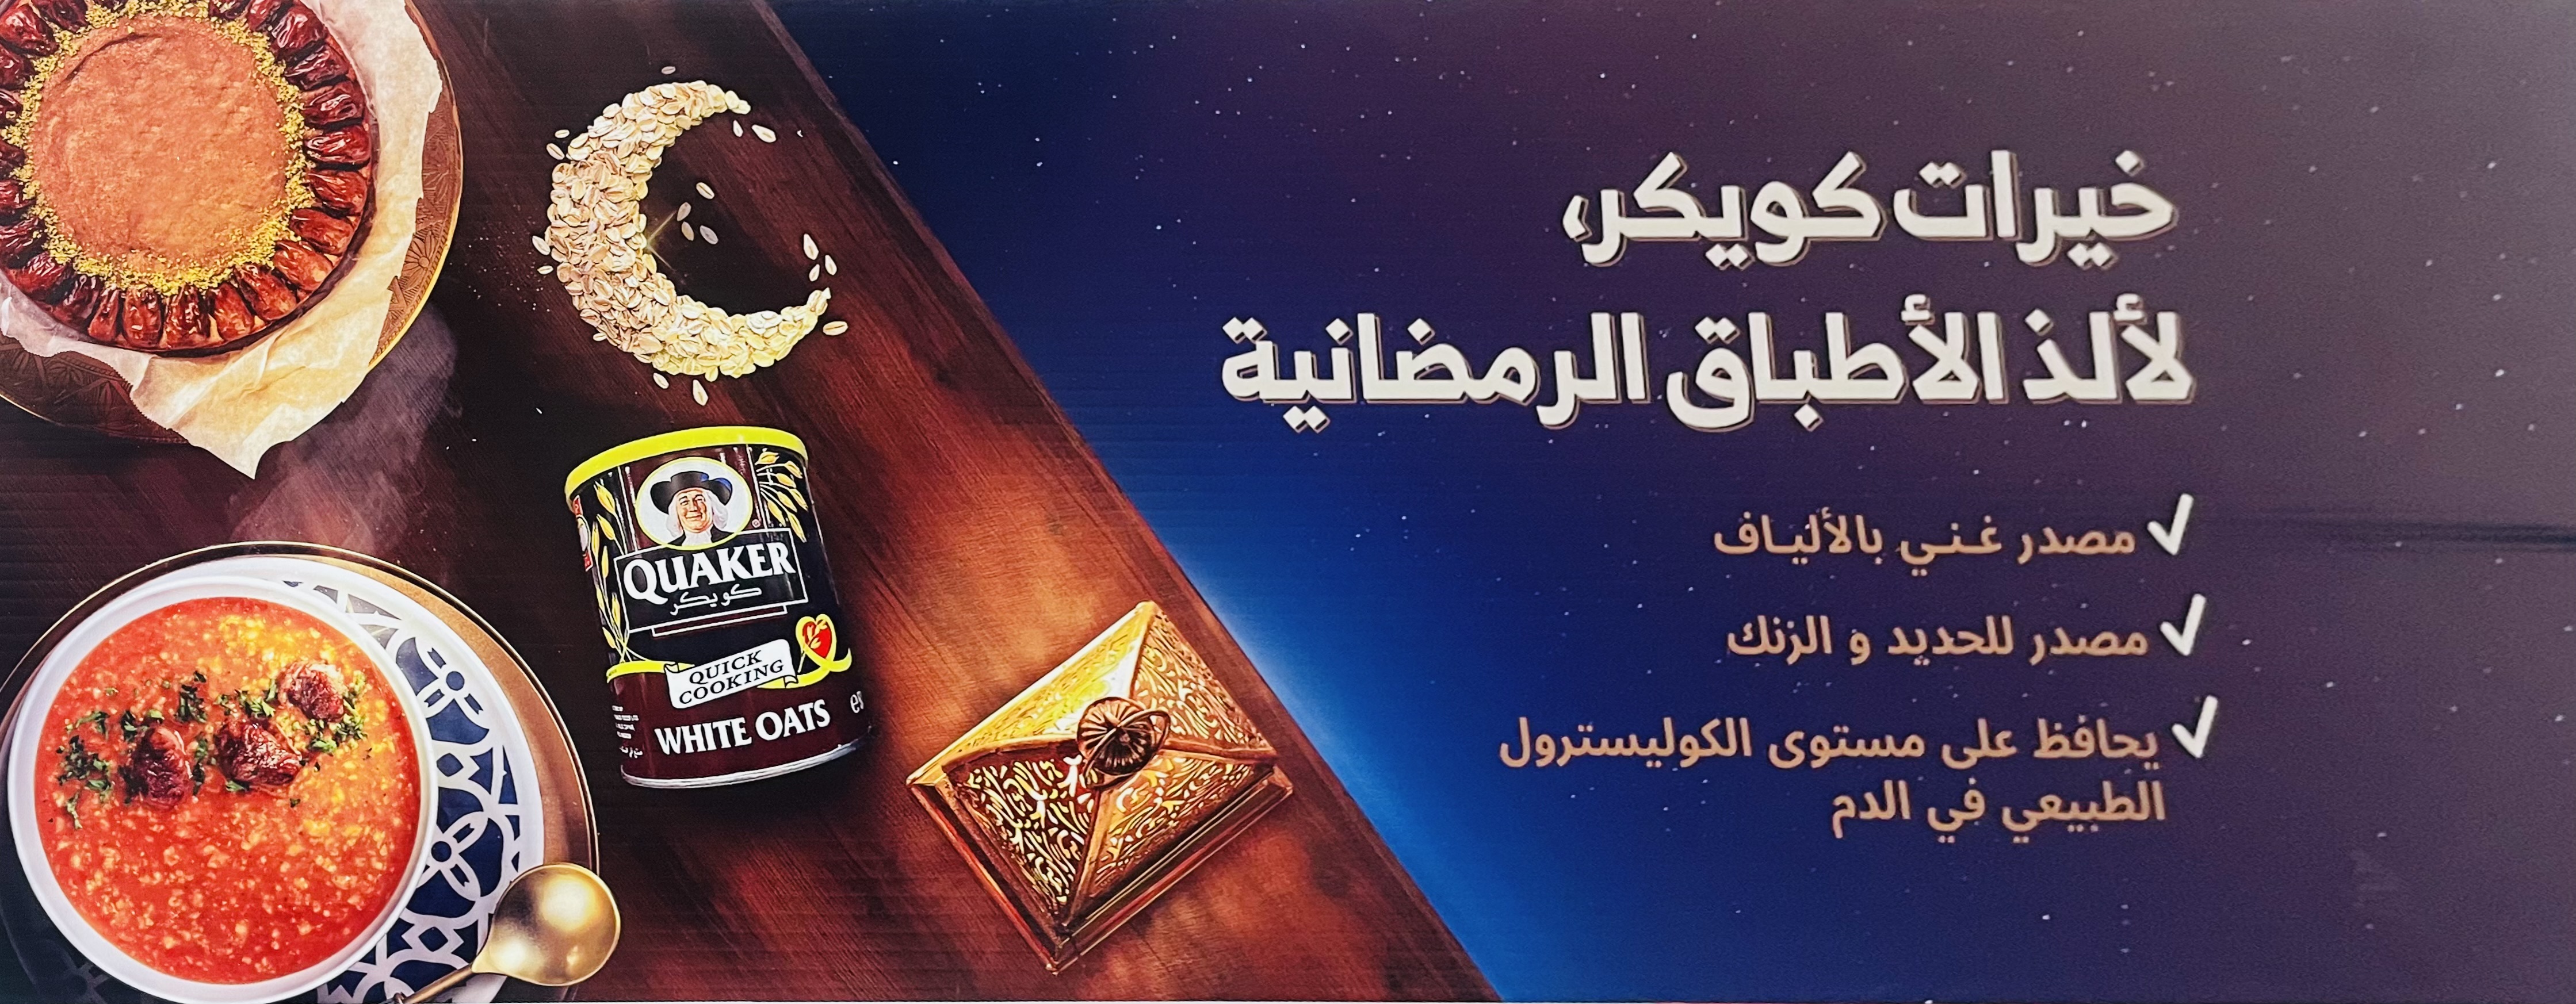 خيرات كويكر،
لألذ الأطباق الرمضانية
✓ مصدر غني بالألياف
✓ مصدر للحديد و الزنك
✓ يحافظ على مستوى الكوليسترول
الطبيعي في الدم
QUAKER
كويكر
QUICK
COOKING
WHITE OATS